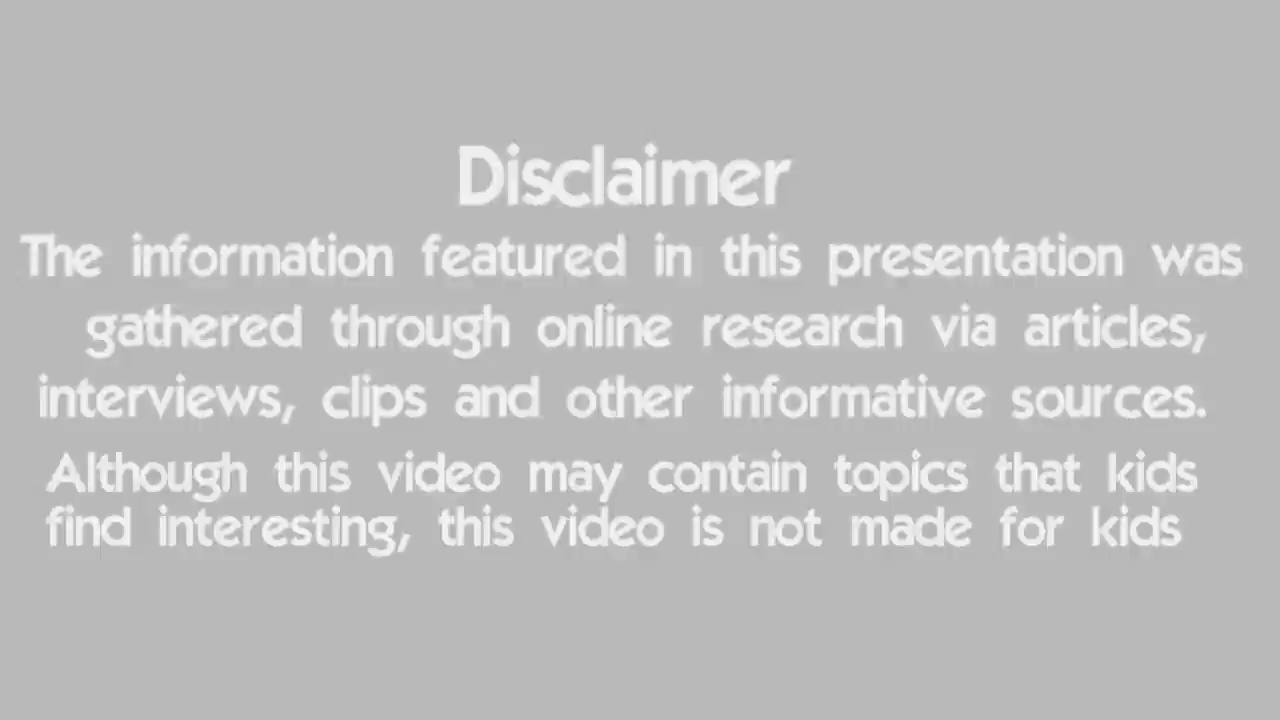 Disclaimer
The information featured in this presentation was
gathered through online research via articles,
interviews, clips and other informative sources.
Although this video may contain topics that kids
find interesting, this video is not made for kids